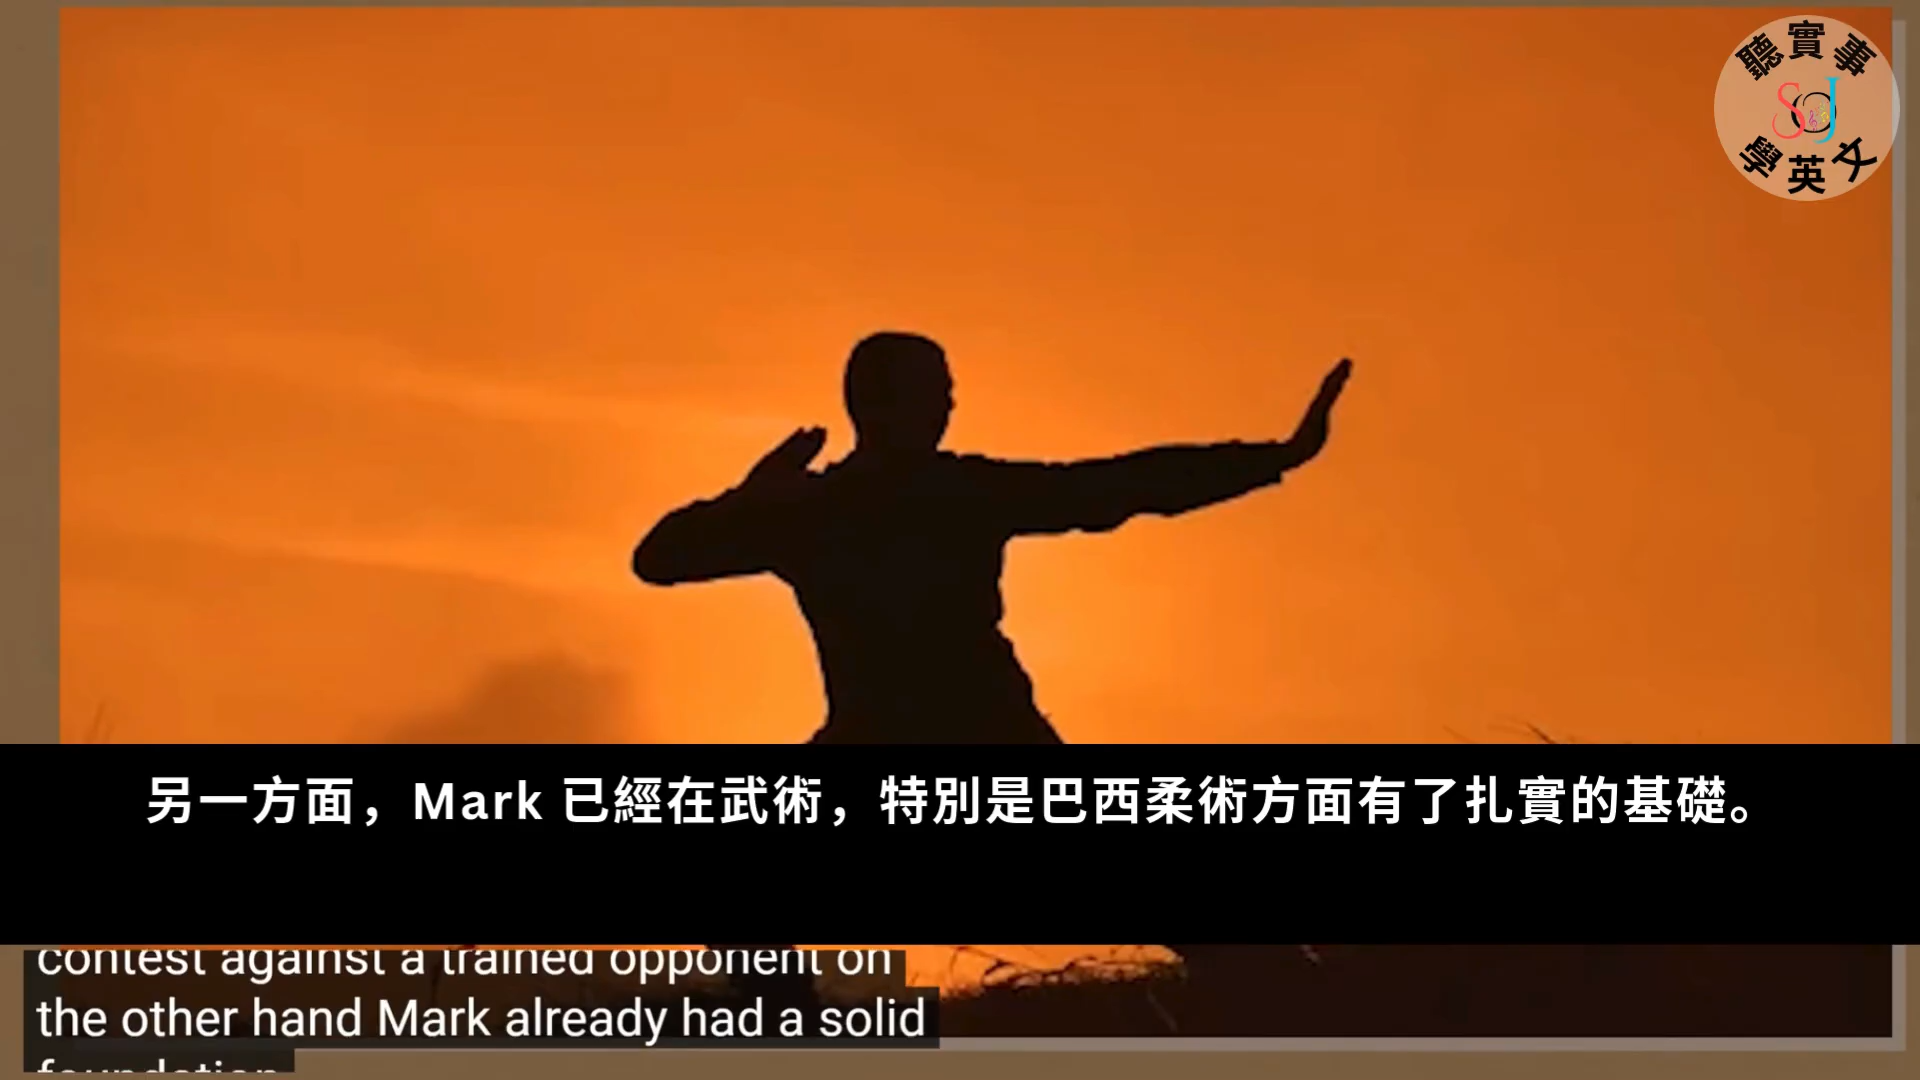 聽實事
SOJ
學英文
另一方面，Mark 已經在武術，特別是巴西柔術方面有了扎實的基礎。
contest against a trained opponent on
the other hand Mark already had a solid
foundation